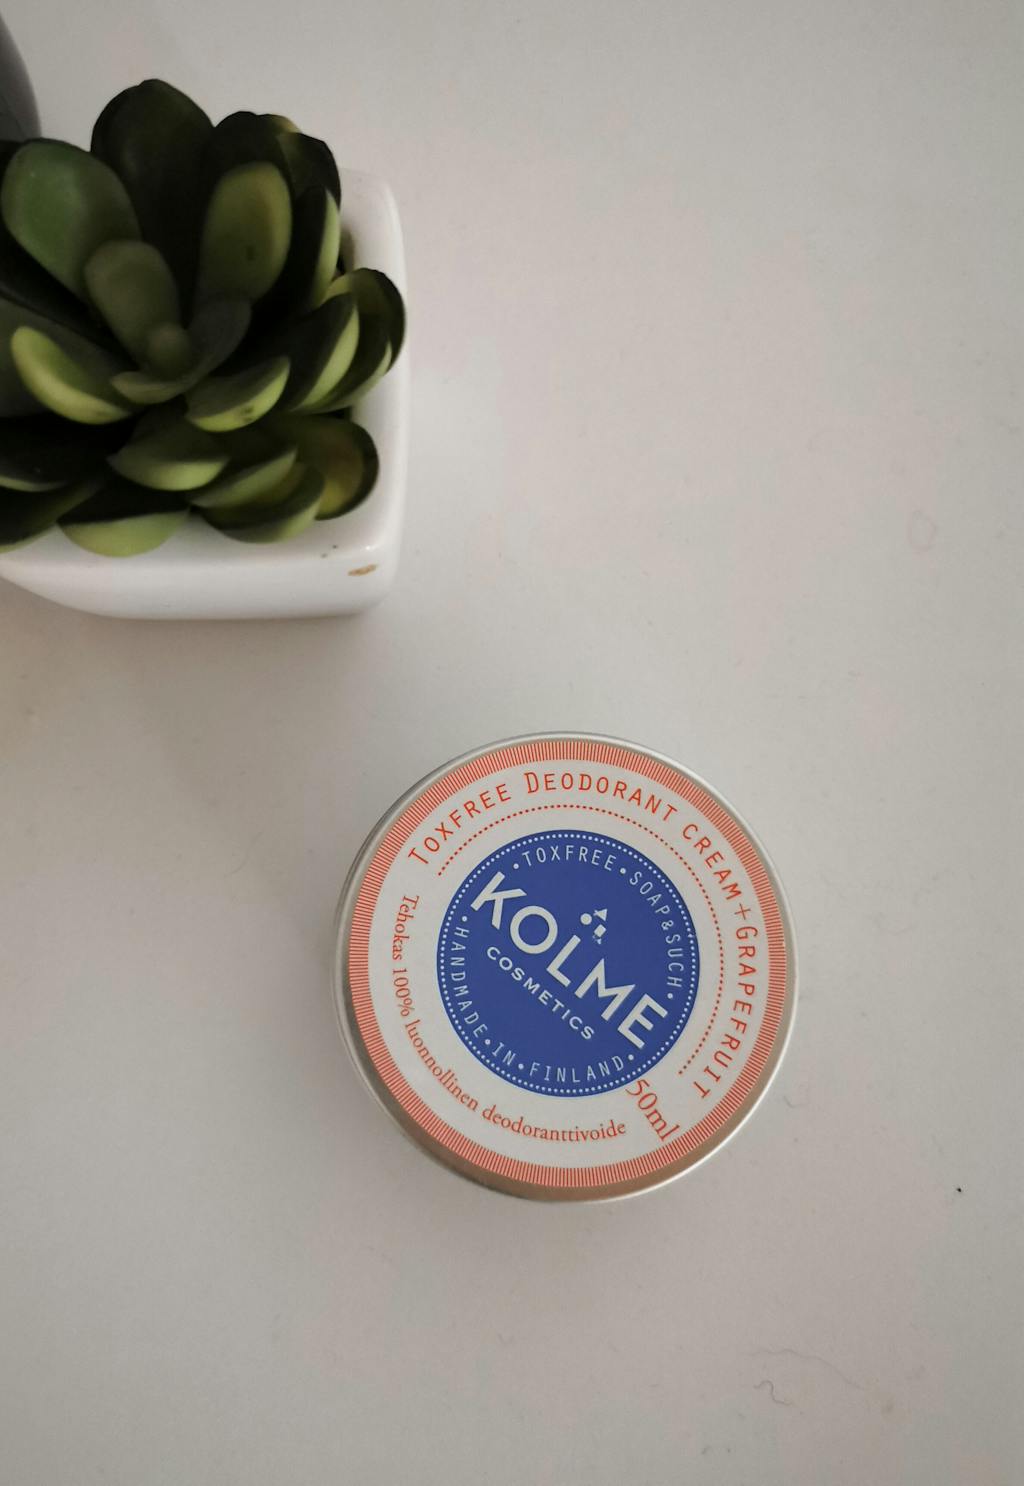 Toxfree Deodorant cream+Grapefruit
•TOXFREE•SOAP&SUCH•
KOLME
COSMETICS
•HANDMADE•IN•FINLAND•
Tehokas 100% luonnollinen deodoranttivoide
50ml